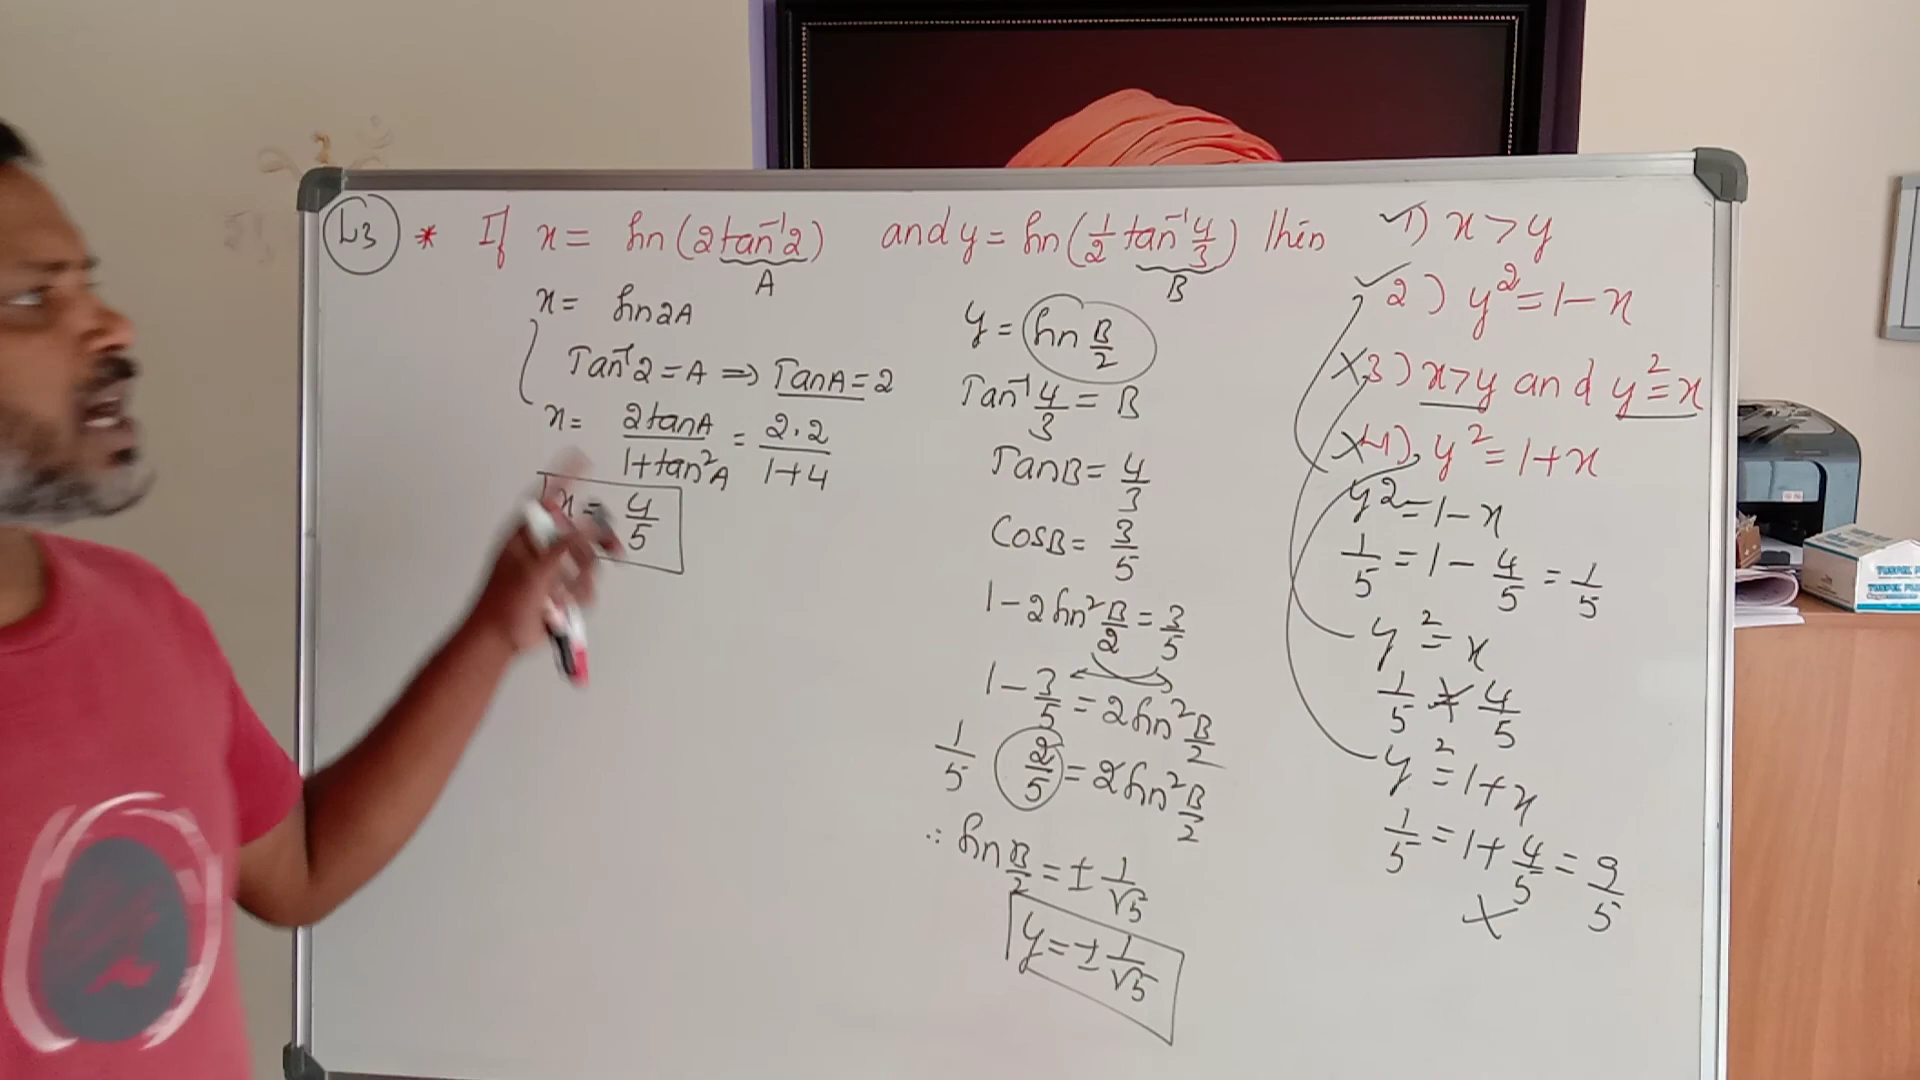 L3 * If x = sin(2tan⁻¹2) and y = sin(1/2 tan⁻¹ 4/3) then ✓1) x > y
A B ✓2) y² = 1 - x
x = sin2A
Tan⁻¹2 = A ⇒ TanA = 2
x = 2tanA/1+tan²A = 2.2/1+4
x = 4/5
y = sin B/2
Tan⁻¹ 4/3 = B
TanB = 4/3
CosB = 3/5
1 - 2sin² B/2 = 3/5
1 - 3/5 = 2sin² B/2
1/5 2/5 = 2sin² B/2
∴ sin B/2 = ± 1/√5
y = ± 1/√5
×3) x > y and y² = x
×4) y² = 1 + x
y² = 1 - x
1/5 = 1 - 4/5 = 1/5
y² = x
1/5 ≠ 4/5
y² = 1 + x
1/5 = 1 + 4/5 = 9/5
×